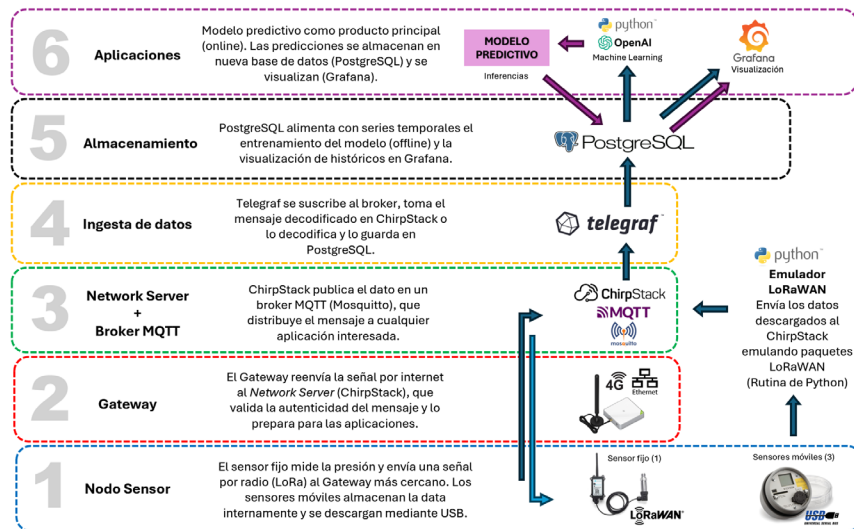 6
Aplicaciones
Modelo predictivo como producto principal
(online). Las predicciones se almacenan en
nueva base de datos (PostgreSQL) y se
visualizan (Grafana).
MODELO
PREDICTIVO
Inferencias
python™
OpenAI
Machine Learning
Grafana
Visualización
5
Almacenamiento
PostgreSQL alimenta con series temporales el
entrenamiento del modelo (offline) y la
visualización de históricos en Grafana.
PostgreSQL
4
Ingesta de datos
Telegraf se suscribe al broker, toma el
mensaje decodificado en ChirpStack o
lo decodifica y lo guarda en
PostgreSQL.
telegraf™
3
Network Server
+
Broker MQTT
ChirpStack publica el dato en un
broker MQTT (Mosquitto), que
distribuye el mensaje a cualquier
aplicación interesada.
ChirpStack
MQTT
mosquitto
python™
Emulador
LoRaWAN
Envía los datos
descargados al
ChirpStack
emulando paquetes
LoRaWAN
(Rutina de Python)
2
Gateway
El Gateway reenvía la señal por internet
al Network Server (ChirpStack), que
valida la autenticidad del mensaje y lo
prepara para las aplicaciones.
4G
Ethernet
1
Nodo Sensor
El sensor fijo mide la presión y envía una señal
por radio (LoRa) al Gateway más cercano. Los
sensores móviles almacenan la data
internamente y se descargan mediante USB.
Sensor fijo (1)
LoRaWAN
Sensores móviles (3)
USB
UNIVERSAL SERIAL BUS